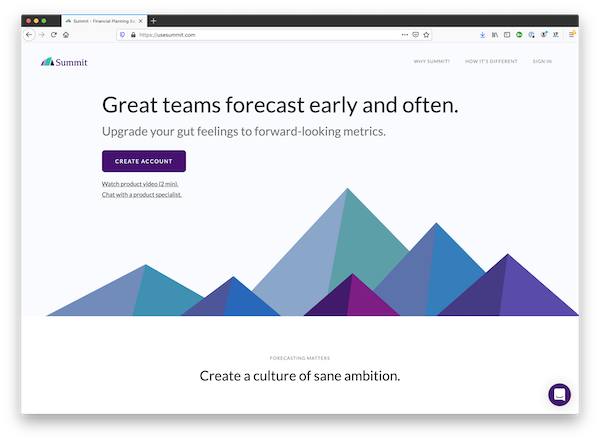 Summit - Financial Planning So
https://usesummit.com
Summit
WHY SUMMIT?
HOW IT'S DIFFERENT
SIGN IN
Great teams forecast early and often.
Upgrade your gut feelings to forward-looking metrics.
CREATE ACCOUNT
Watch product video (2 min).
Chat with a product specialist.
FORECASTING MATTERS
Create a culture of sane ambition.